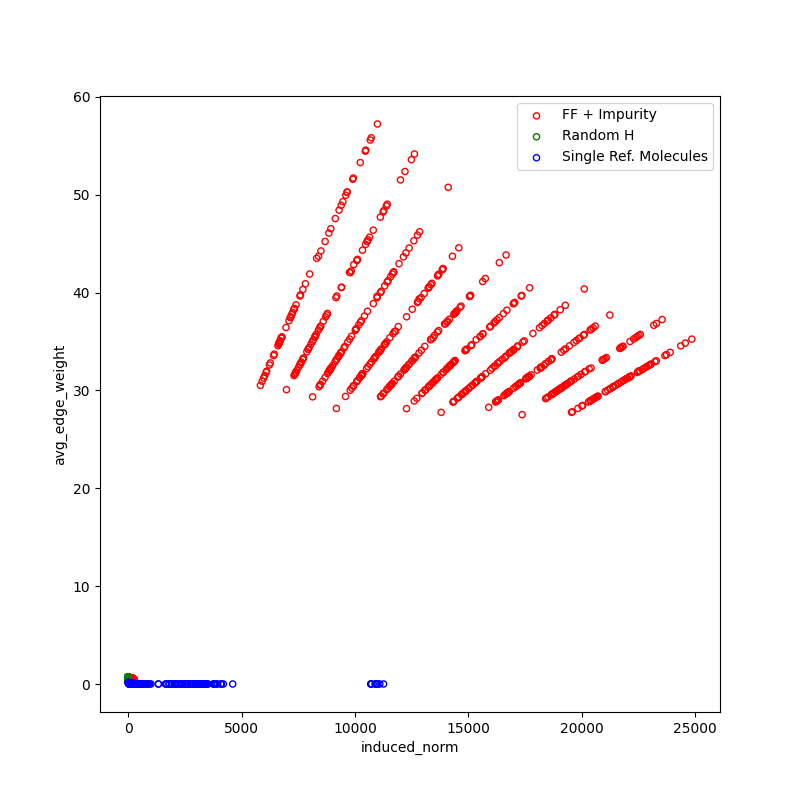 60
50
40
30
20
10
0
avg_edge_weight
0
5000
10000
15000
20000
25000
induced_norm
FF + Impurity
Random H
Single Ref. Molecules